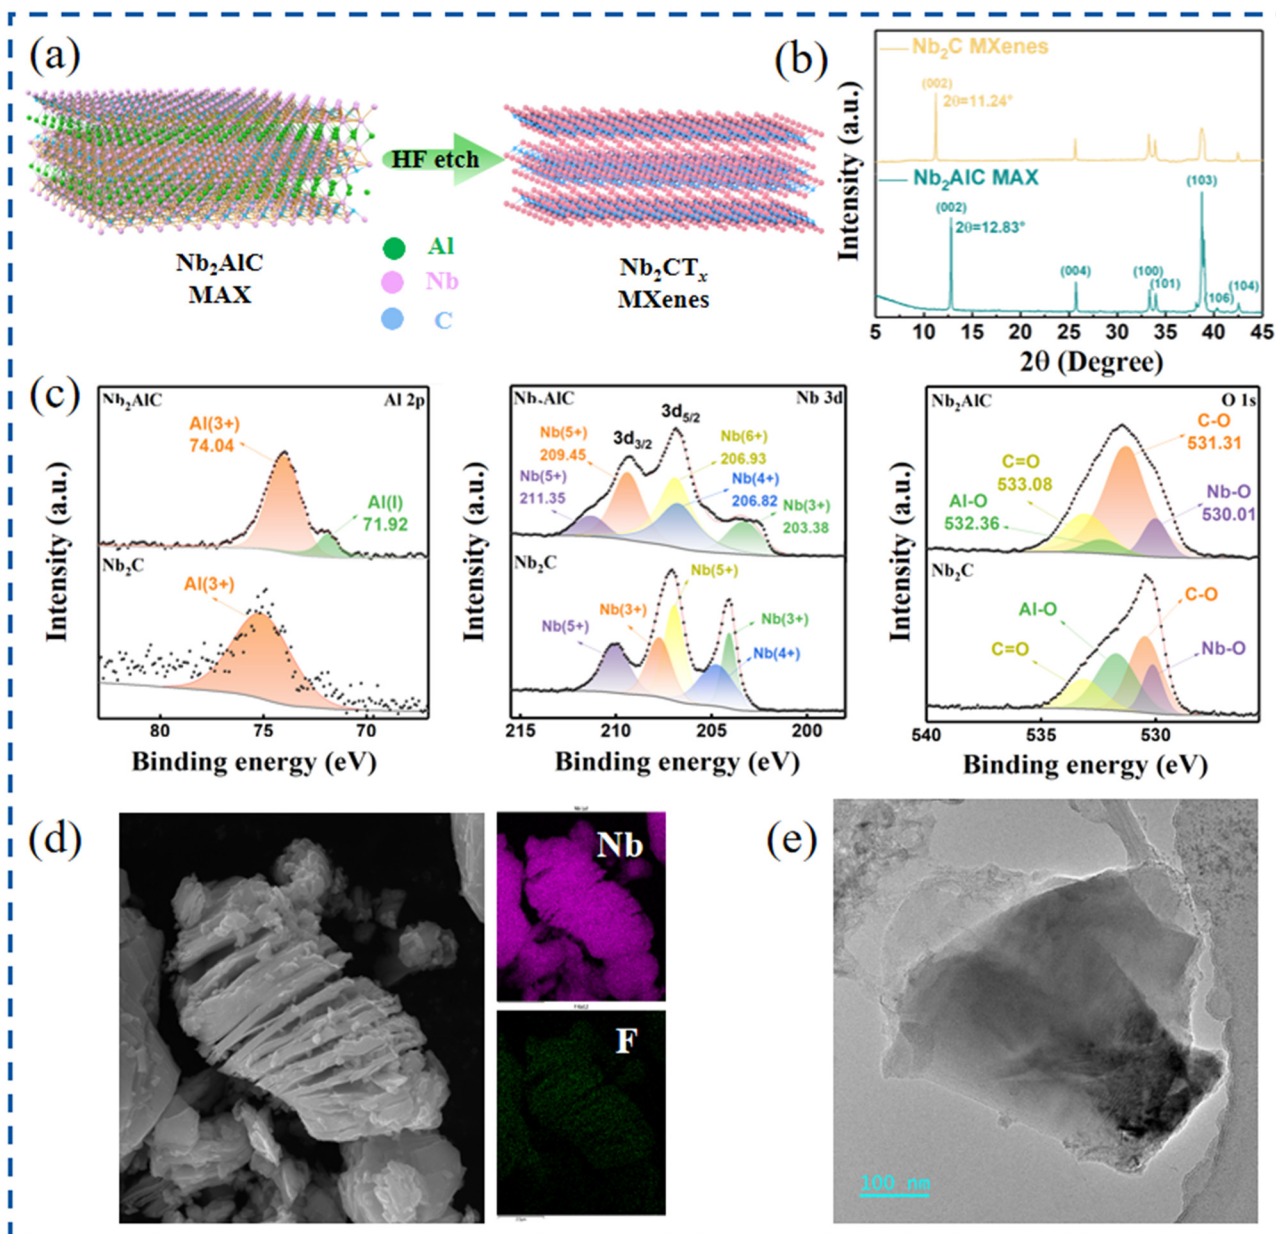 (a)
HF etch
Nb₂AlC
MAX
Al
Nb
C
Nb₂CTₓ
MXenes
(b)
Intensity (a.u.)
Nb₂C MXenes
(002)
2θ=11.24°
Nb₂AlC MAX
(002)
2θ=12.83°
(004)
(100)
(101)
(103)
106)
(104)
5 10 15 20 25 30 35 40 45
2θ (Degree)
(c)
Intensity (a.u.)
Nb₂AlC
Al 2p
Al(3+)
74.04
Al(I)
71.92
Nb₂C
Al(3+)
80 75 70
Binding energy (eV)
Intensity (a.u.)
Nb₂AlC
Nb 3d
3d₃/₂
3d₅/₂
Nb(5+)
209.45
Nb(6+)
206.93
Nb(5+)
211.35
Nb(4+)
206.82
Nb(3+)
203.38
Nb₂C
Nb(5+)
Nb(3+)
Nb(5+)
Nb(3+)
Nb(4+)
215 210 205 200
Binding energy (eV)
Intensity (a.u.)
Nb₂AlC
O 1s
C-O
531.31
C=O
533.08
Al-O
532.36
Nb-O
530.01
Nb₂C
C-O
Al-O
C=O
Nb-O
540 535 530
Binding energy (eV)
(d)
Nb
F
(e)
100 nm